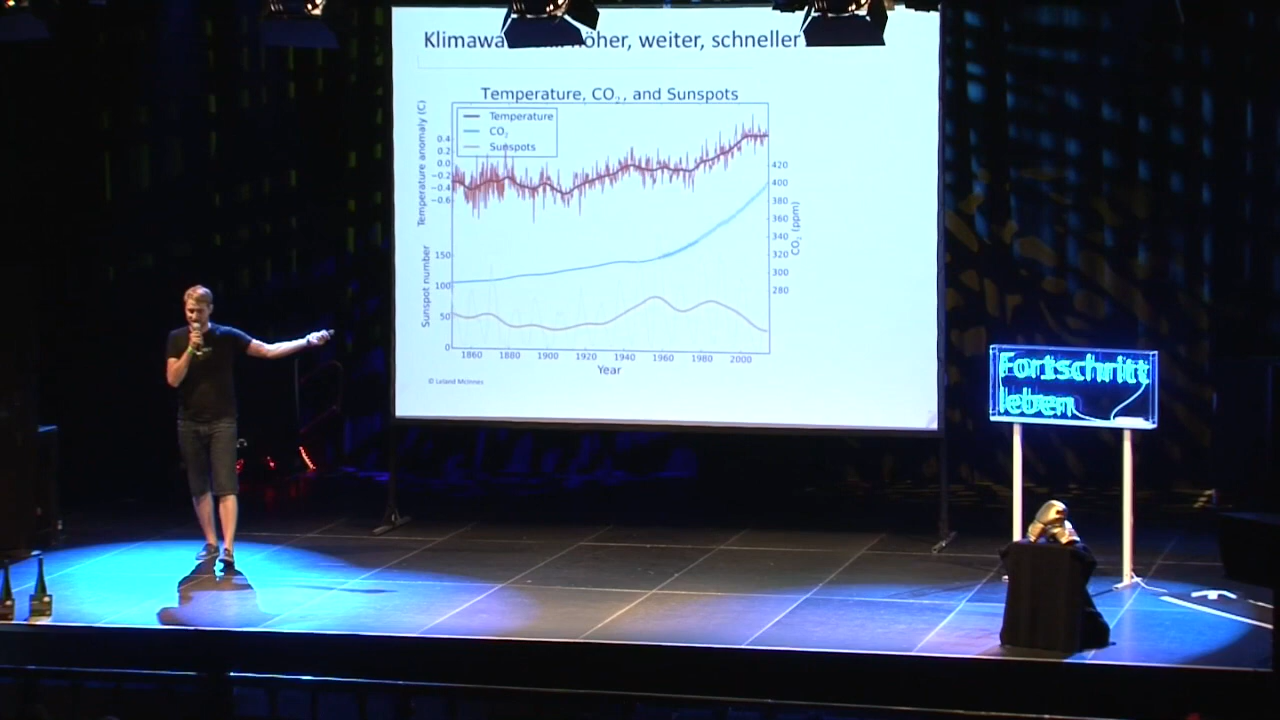 höher, weiter, schneller
Temperature, CO₂, and Sunspots
Temperature
CO₂
Sunspots
Temperature anomaly (C)
0.4
0.2
0.0
−0.2
−0.4
−0.6
Sunspot number
150
100
50
0
420
400
380
360
340
320
300
280
CO₂ (ppm)
1860 1880 1900 1920 1940 1960 1980 2000
Year
© Leland McInnes
Fortschritt
leben